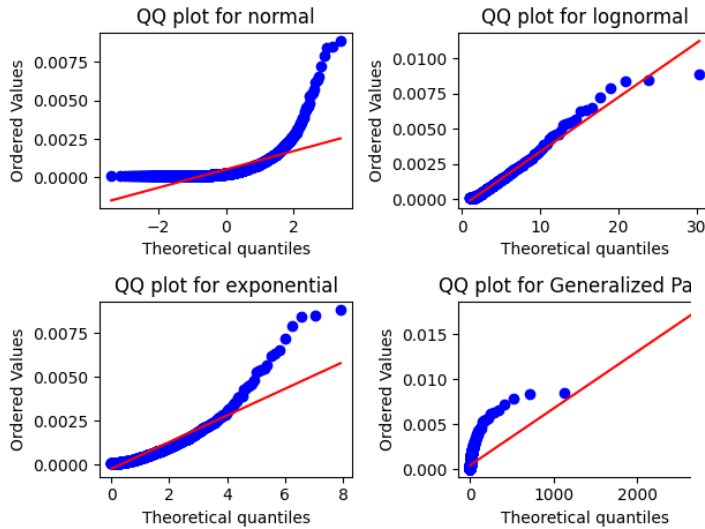 QQ plot for normal
0.0075
0.0050
0.0025
0.0000
Ordered Values
−2 0 2
Theoretical quantiles
QQ plot for lognormal
0.0100
0.0075
0.0050
0.0025
0.0000
Ordered Values
0 10 20 30
Theoretical quantiles
QQ plot for exponential
0.0075
0.0050
0.0025
0.0000
Ordered Values
0 2 4 6 8
Theoretical quantiles
QQ plot for Generalized Pa
0.015
0.010
0.005
0.000
Ordered Values
0 1000 2000
Theoretical quantiles